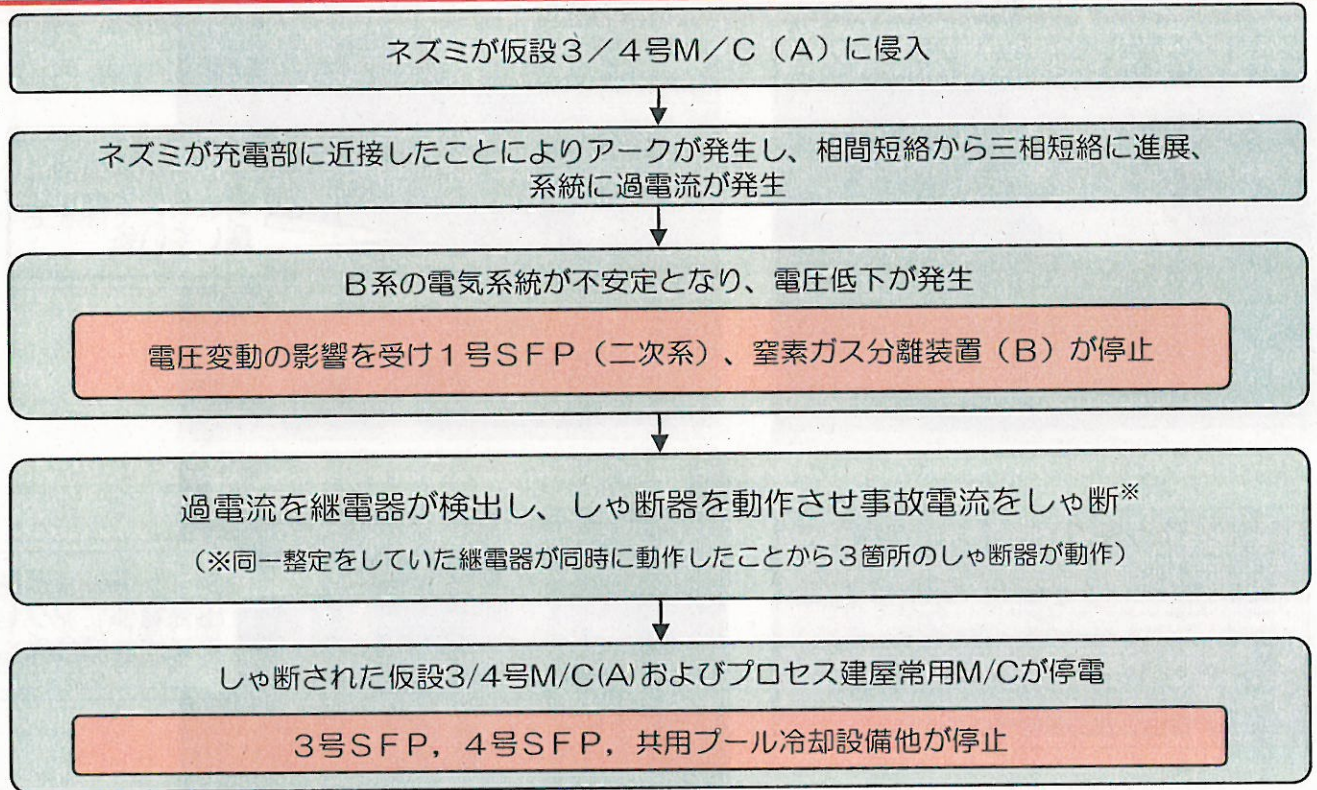 ネズミが仮設3/4号M/C(A)に侵入
ネズミが充電部に近接したことによりアークが発生し、相間短絡から三相短絡に進展、
系統に過電流が発生
B系の電気系統が不安定となり、電圧低下が発生
電圧変動の影響を受け1号SFP(二次系)、窒素ガス分離装置(B)が停止
過電流を継電器が検出し、しゃ断器を動作させ事故電流をしゃ断※
(※同一整定をしていた継電器が同時に動作したことから3箇所のしゃ断器が動作)
しゃ断された仮設3/4号M/C(A)およびプロセス建屋常用M/Cが停電
3号SFP,4号SFP,共用プール冷却設備他が停止